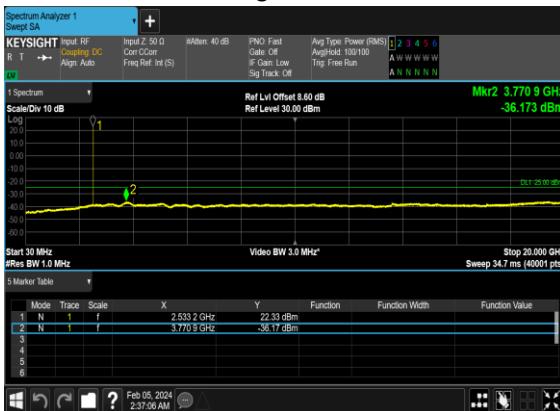 Spectrum Analyzer 1
Swept SA
KEYSIGHT
R T
LV
Input: RF
Coupling: DC
Align: Auto
Input Z: 50 Ω
Corr CCorr
Freq Ref: Int (S)
#Atten: 40 dB
PNO: Fast
Gate: Off
IF Gain: Low
Sig Track: Off
Avg Type: Power (RMS)
Avg|Hold: 100/100
Trig: Free Run
1 2 3 4 5 6
A W W W W W
A N N N N N
1 Spectrum
Scale/Div 10 dB
Ref Lvl Offset 8.60 dB
Ref Level 30.00 dBm
Mkr2 3.770 9 GHz
-36.173 dBm
Log
20.0
10.0
0.00
-10.0
-20.0
-30.0
-40.0
-50.0
-60.0
1
2
DL1 -25.00 dBm
Start 30 MHz
#Res BW 1.0 MHz
Video BW 3.0 MHz*
Stop 20.000 GHz
Sweep 34.7 ms (40001 pts)
5 Marker Table
Mode Trace Scale X Y Function Function Width Function Value
1 N 1 f 2.533 2 GHz 22.33 dBm
2 N 1 f 3.770 9 GHz -36.17 dBm
3
4
5
6
?
Feb 05, 2024
2:37:06 AM